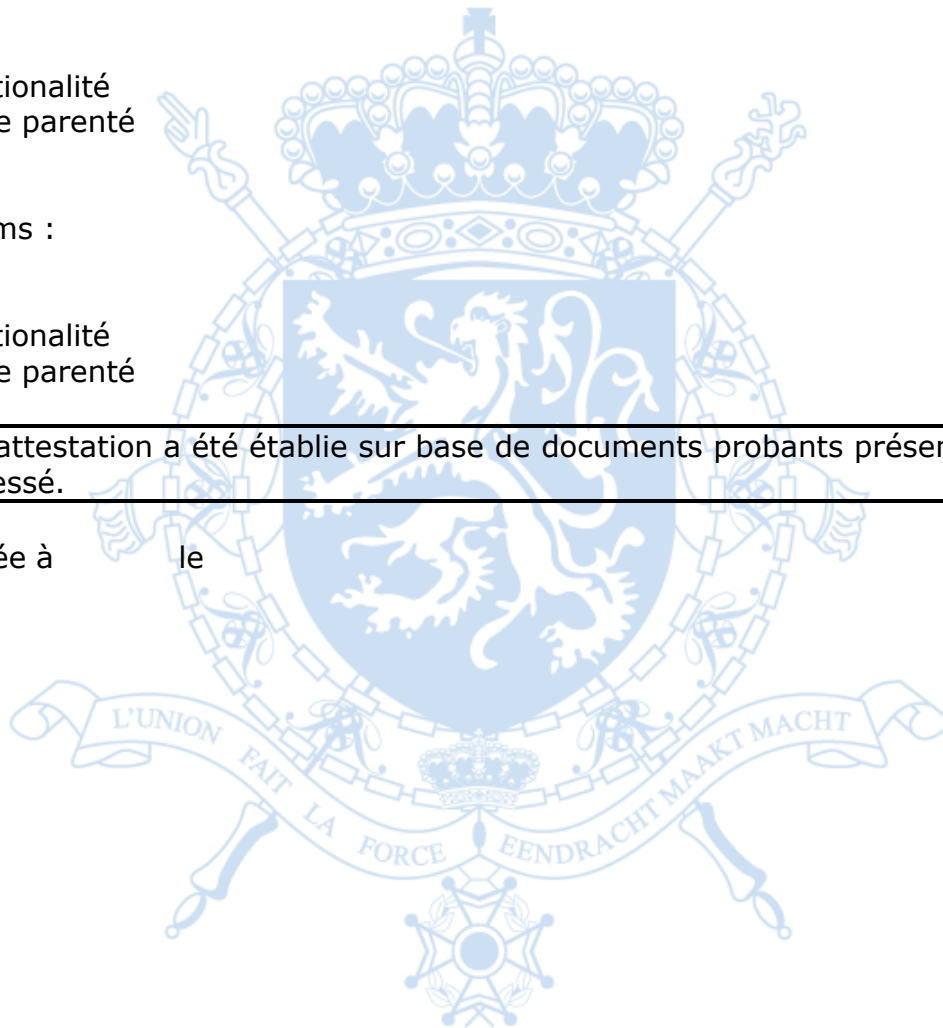 tionalité
e parenté
ms :
tionalité
e parenté
attestation a été établie sur base de documents probants présen
essé.
ée à le
L'UNION FAIT LA FORCE EENDRACHT MAAKT MACHT